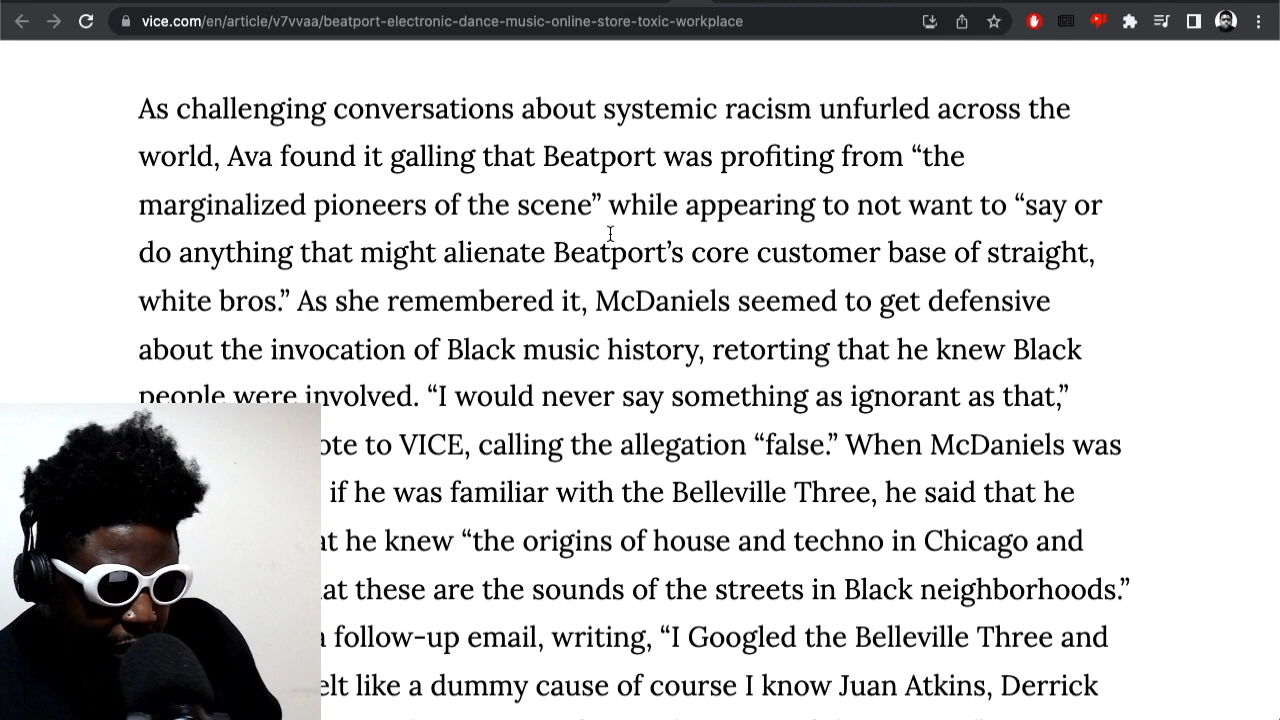 vice.com/en/article/v7vvaa/beatport-electronic-dance-music-online-store-toxic-workplace
As challenging conversations about systemic racism unfurled across the
world, Ava found it galling that Beatport was profiting from “the
marginalized pioneers of the scene” while appearing to not want to “say or
do anything that might alienate Beatport’s core customer base of straight,
white bros.” As she remembered it, McDaniels seemed to get defensive
about the invocation of Black music history, retorting that he knew Black
people were involved. “I would never say something as ignorant as that,”
to VICE, calling the allegation “false.” When McDaniels was
if he was familiar with the Belleville Three, he said that he
he knew “the origins of house and techno in Chicago and
these are the sounds of the streets in Black neighborhoods.”
follow-up email, writing, “I Googled the Belleville Three and
like a dummy cause of course I know Juan Atkins, Derrick